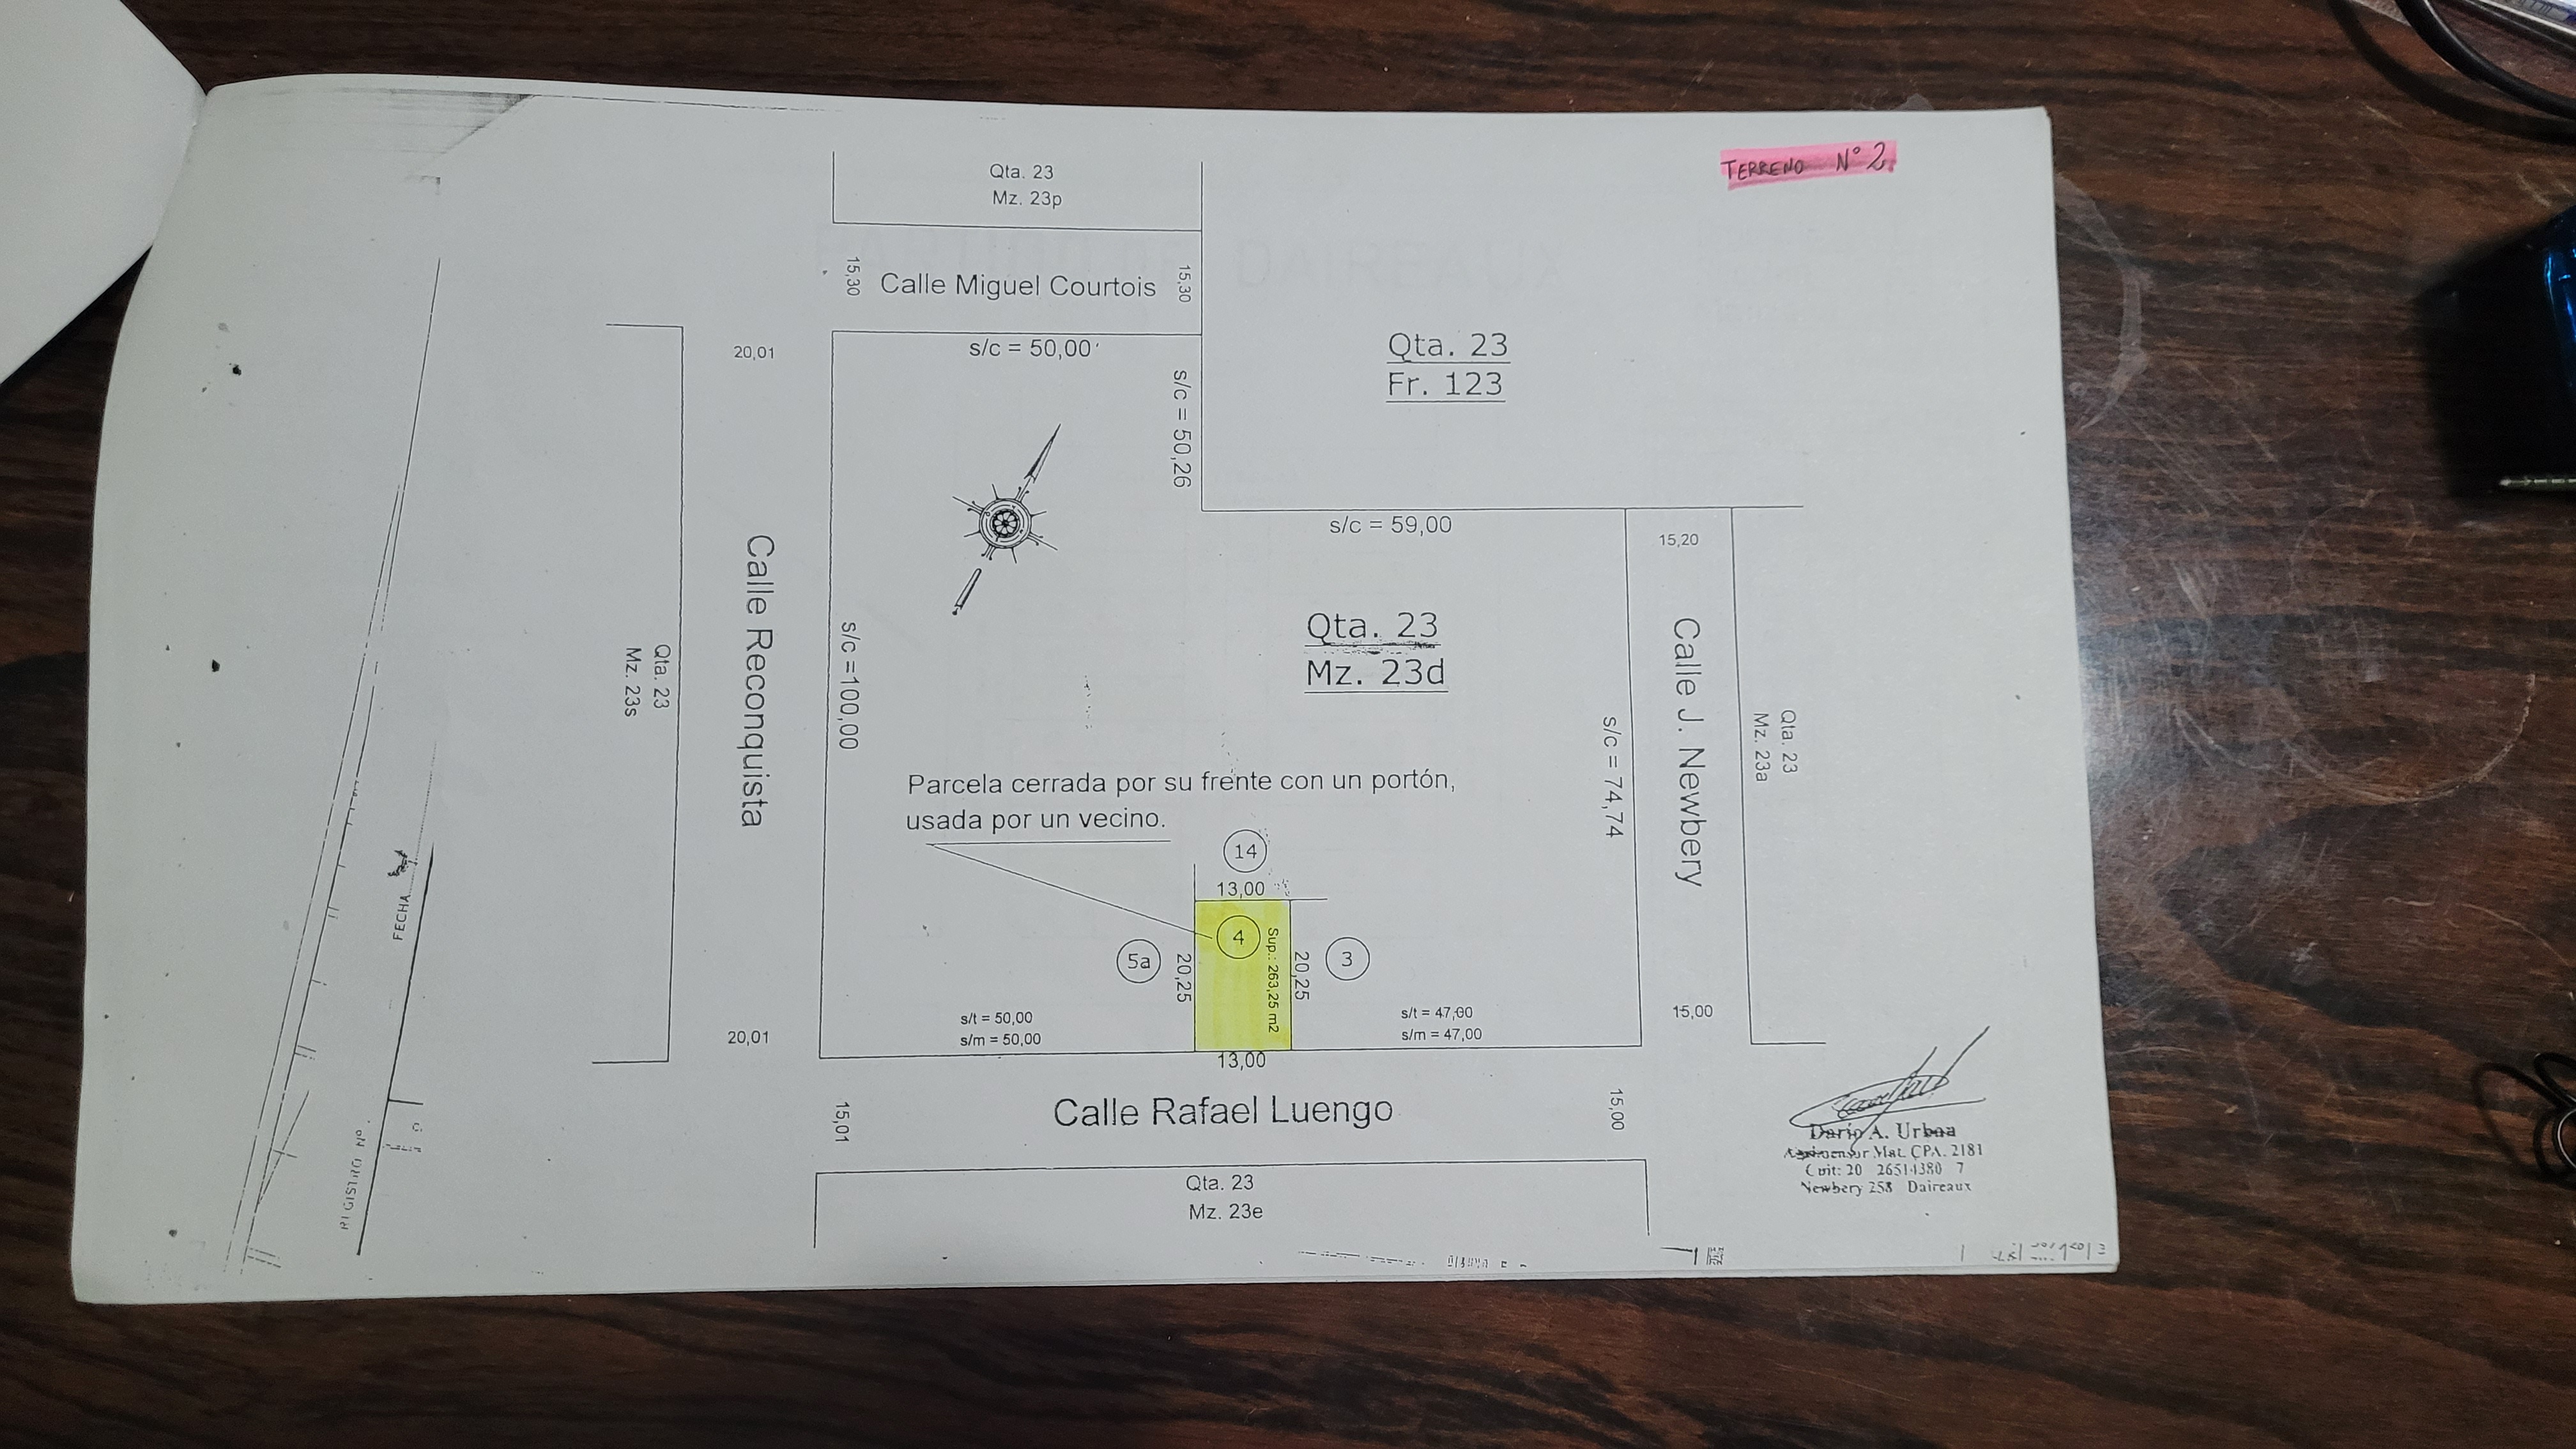 TERRENO N° 2
Qta. 23
Mz. 23p
15,30
Calle Miguel Courtois
15,30
20,01
s/c = 50,00
s/c = 50,26
Qta. 23
Fr. 123
s/c = 59,00
15,20
Calle Reconquista
Qta. 23
Mz. 23s
s/c =100,00
Qta. 23
Mz. 23d
s/c = 74,74
Calle J. Newbery
Qta. 23
Mz. 23a
Parcela cerrada por su frente con un portón,
usada por un vecino.
14
13,00
4
Sup.: 263,25 m2
5a
20,25
20,25
3
s/t = 50,00
s/m = 50,00
s/t = 47,00
s/m = 47,00
15,00
20,01
13,00
15,01
Calle Rafael Luengo
15,00
Qta. 23
Mz. 23e
Dario A. Urboa
Agrimensor Mat. CPA. 2181
Cuit: 20 26514380 7
Newbery 258 Daireaux
FECHA
REGISTRO Nº